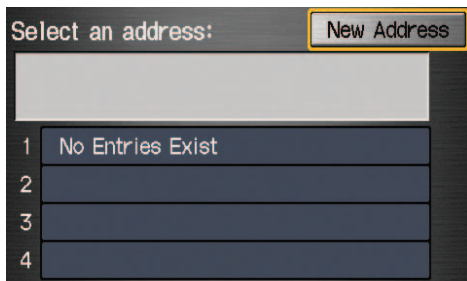 Select an address:
New Address
1 No Entries Exist
2
3
4